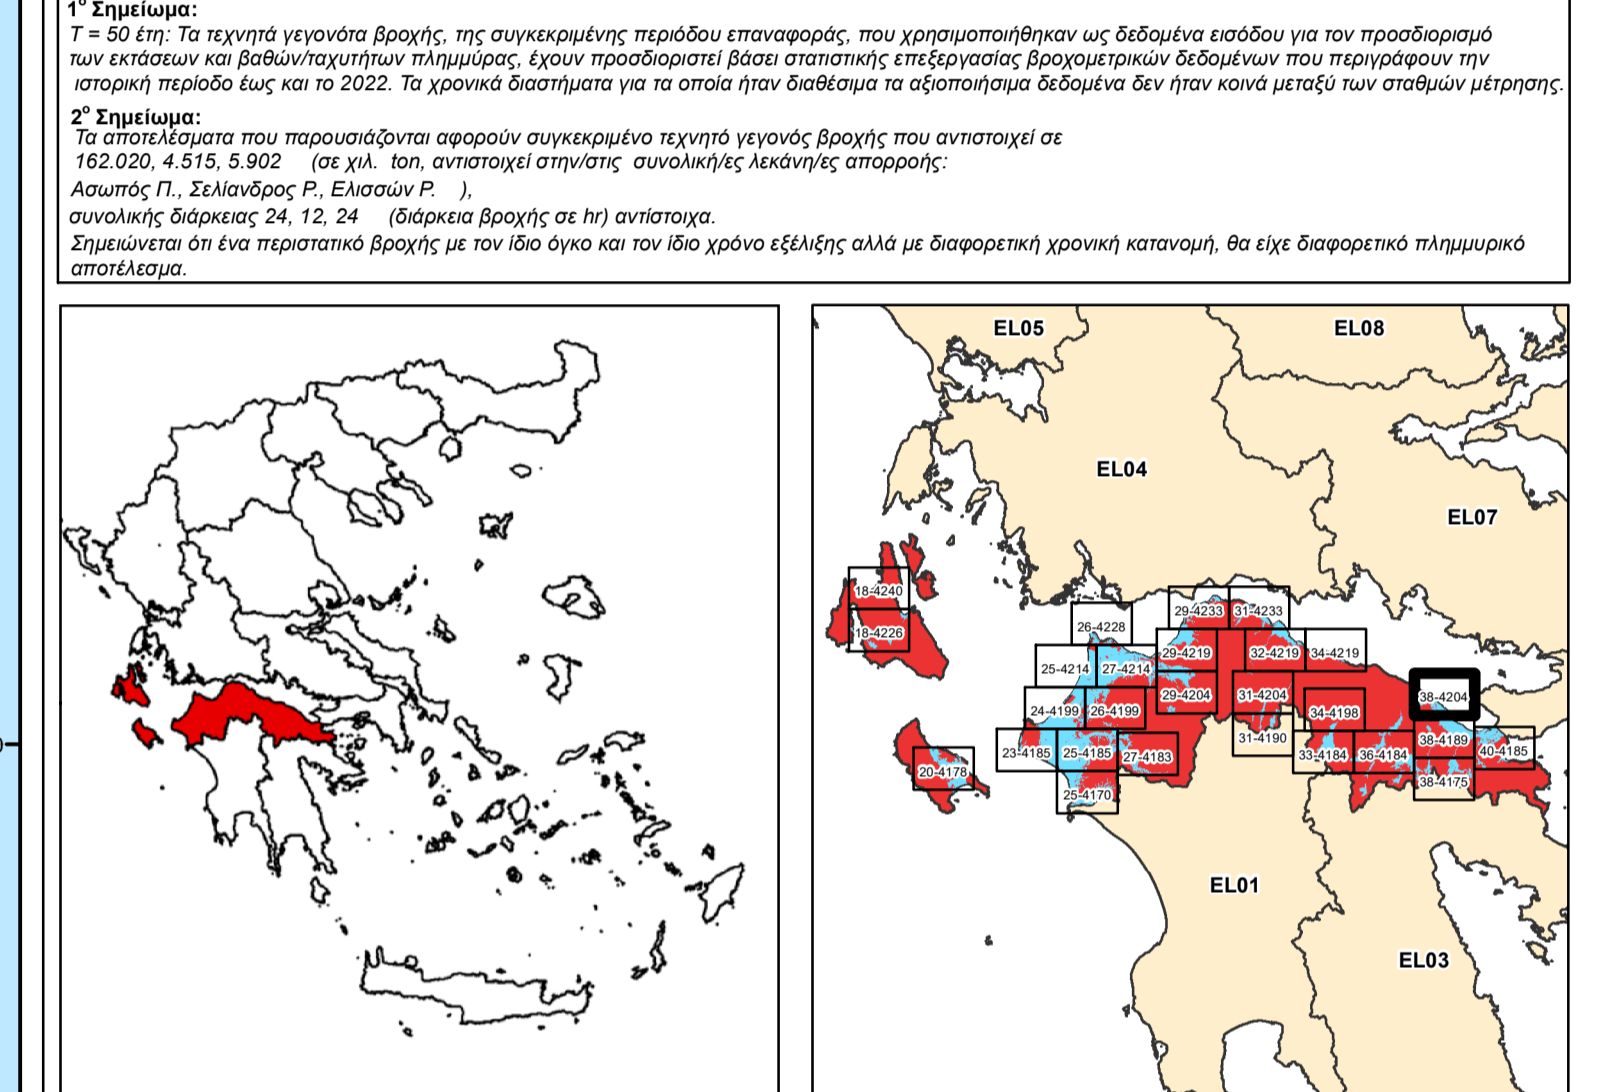 1ο Σημείωμα:
T = 50 έτη: Τα τεχνητά γεγονότα βροχής, της συγκεκριμένης περιόδου επαναφοράς, που χρησιμοποιήθηκαν ως δεδομένα εισόδου για τον προσδιορισμό
των εκτάσεων και βαθών/ταχυτήτων πλημμύρας, έχουν προσδιοριστεί βάσει στατιστικής επεξεργασίας βροχομετρικών δεδομένων που περιγράφουν την
ιστορική περίοδο έως και το 2022. Τα χρονικά διαστήματα για τα οποία ήταν διαθέσιμα τα αξιοποιήσιμα δεδομένα δεν ήταν κοινά μεταξύ των σταθμών μέτρησης.
2ο Σημείωμα:
Τα αποτελέσματα που παρουσιάζονται αφορούν συγκεκριμένο τεχνητό γεγονός βροχής που αντιστοιχεί σε
162.020, 4.515, 5.902 (σε χιλ. ton, αντιστοιχεί στην/στις συνολική/ες λεκάνη/ες απορροής:
Ασωπός Π., Σελίανδρος Ρ., Ελισσών Ρ. ),
συνολικής διάρκειας 24, 12, 24 (διάρκεια βροχής σε hr) αντίστοιχα.
Σημειώνεται ότι ένα περιστατικό βροχής με τον ίδιο όγκο και τον ίδιο χρόνο εξέλιξης αλλά με διαφορετική χρονική κατανομή, θα είχε διαφορετικό πλημμυρικό
αποτέλεσμα.
EL05 EL08
EL04
EL07
18-4240
29-4233 31-4233
26-4228
18-4226
29-4219 32-4219 34-4219
25-4214 27-4214
29-4204 31-4204 38-4204
24-4199 26-4199 34-4198
31-4190 38-4189
23-4185 25-4185 27-4183 33-4184 36-4184 40-4185
20-4178 38-4175
25-4170
EL01
EL03